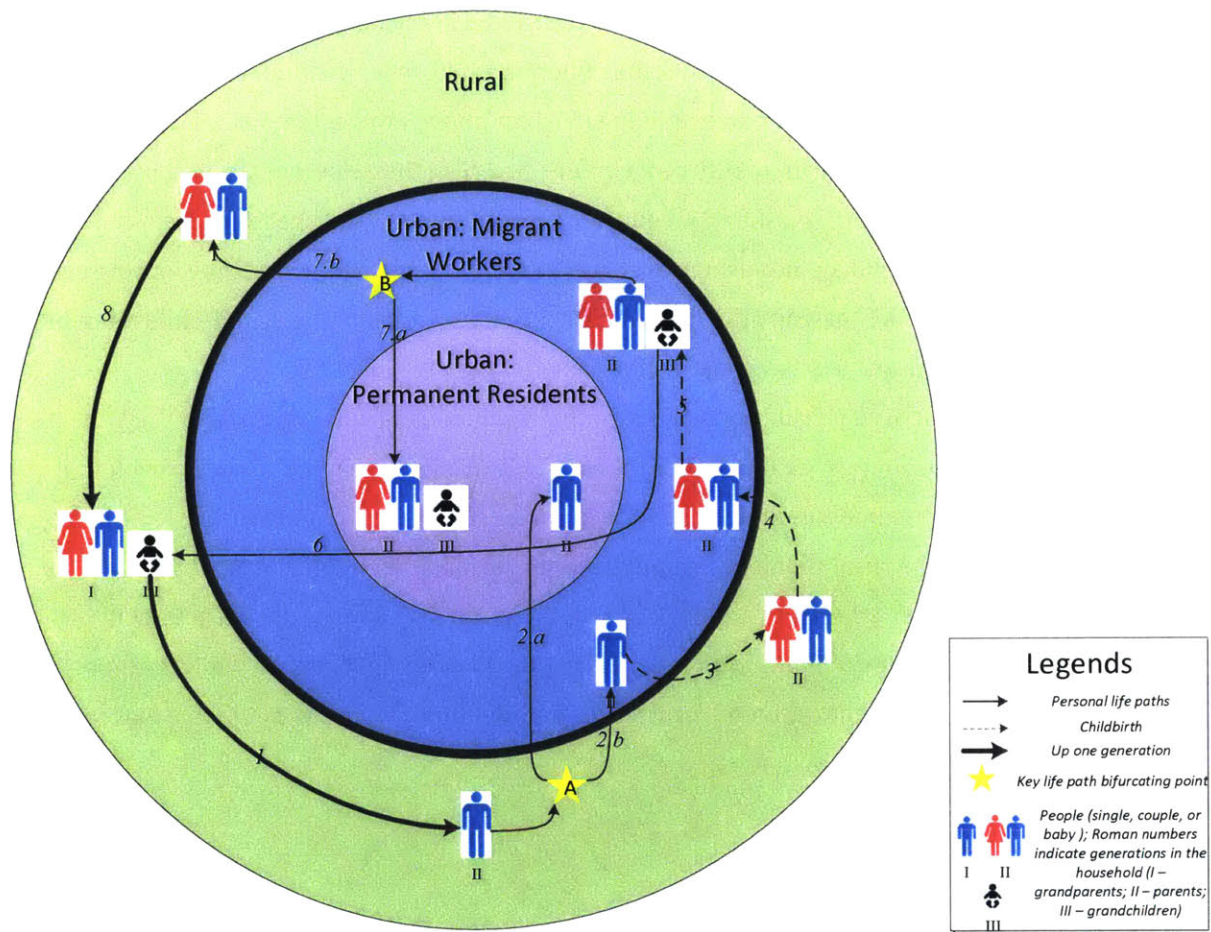 Rural
Urban: Migrant
Workers
7.b
B
8
7.a
II
III
Urban:
Permanent Residents
5
4
II
III
II
II
6
I
2.a
3
II
2.b
1
A
II
Legends
Personal life paths
Childbirth
Up one generation
Key life path bifurcating point
People (single, couple, or
baby ); Roman numbers
indicate generations in the
household (I –
grandparents; II – parents;
III – grandchildren)
I
II
III